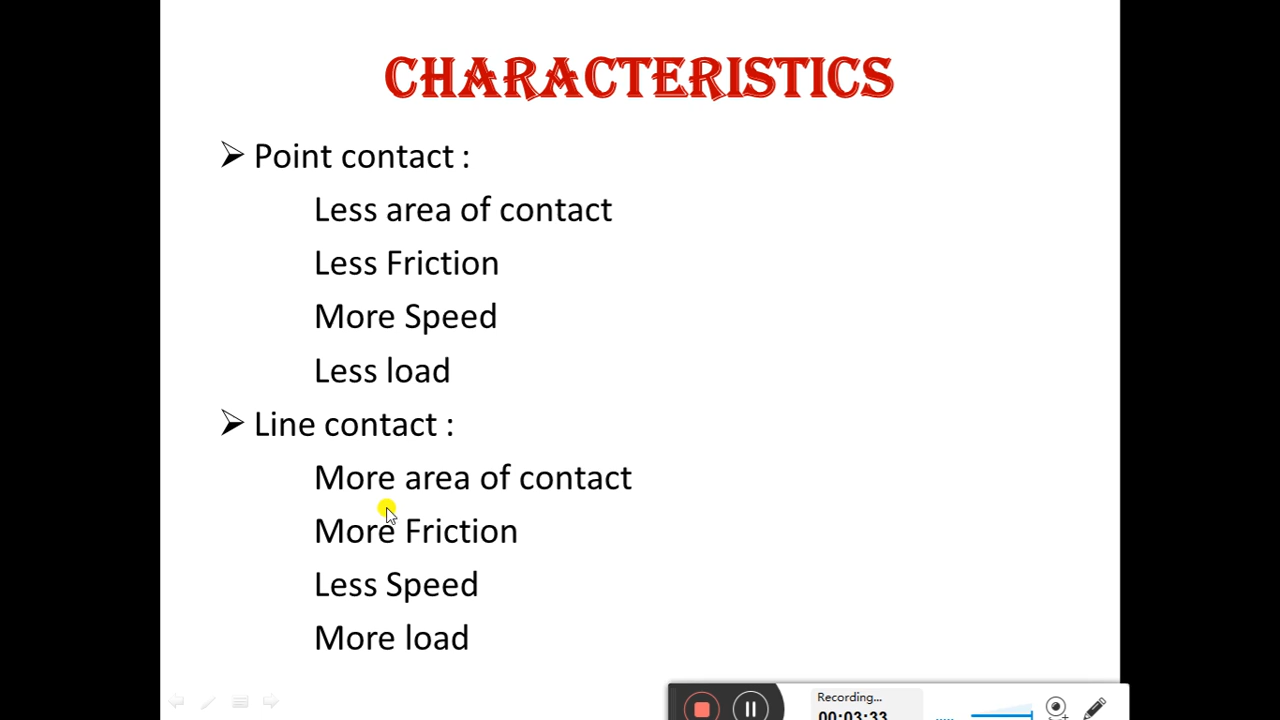 CHARACTERISTICS
Point contact :
Less area of contact
Less Friction
More Speed
Less load
Line contact :
More area of contact
More Friction
Less Speed
More load
Recording...
00:03:33